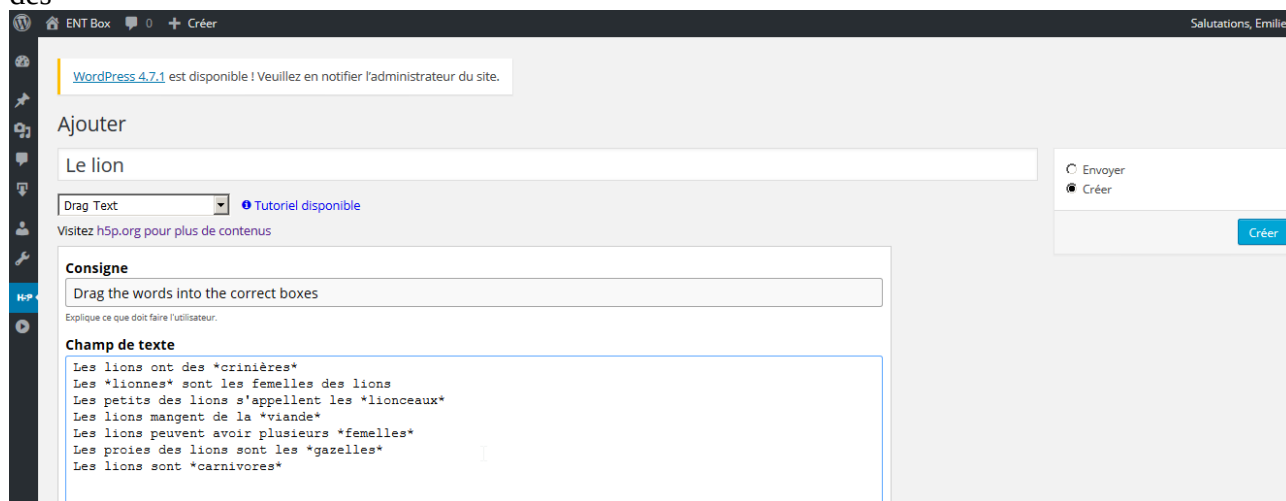 des
ENT Box 0 + Créer Salutations, Emilie
WordPress 4.7.1 est disponible ! Veuillez en notifier l'administrateur du site.
Ajouter
Le lion
Envoyer
Créer
Drag Text Tutoriel disponible
Visitez h5p.org pour plus de contenus
Créer
Consigne
Drag the words into the correct boxes
H5P
Explique ce que doit faire l'utilisateur.
Champ de texte
Les lions ont des *crinières*
Les *lionnes* sont les femelles des lions
Les petits des lions s'appellent les *lionceaux*
Les lions mangent de la *viande*
Les lions peuvent avoir plusieurs *femelles*
Les proies des lions sont les *gazelles*
Les lions sont *carnivores*